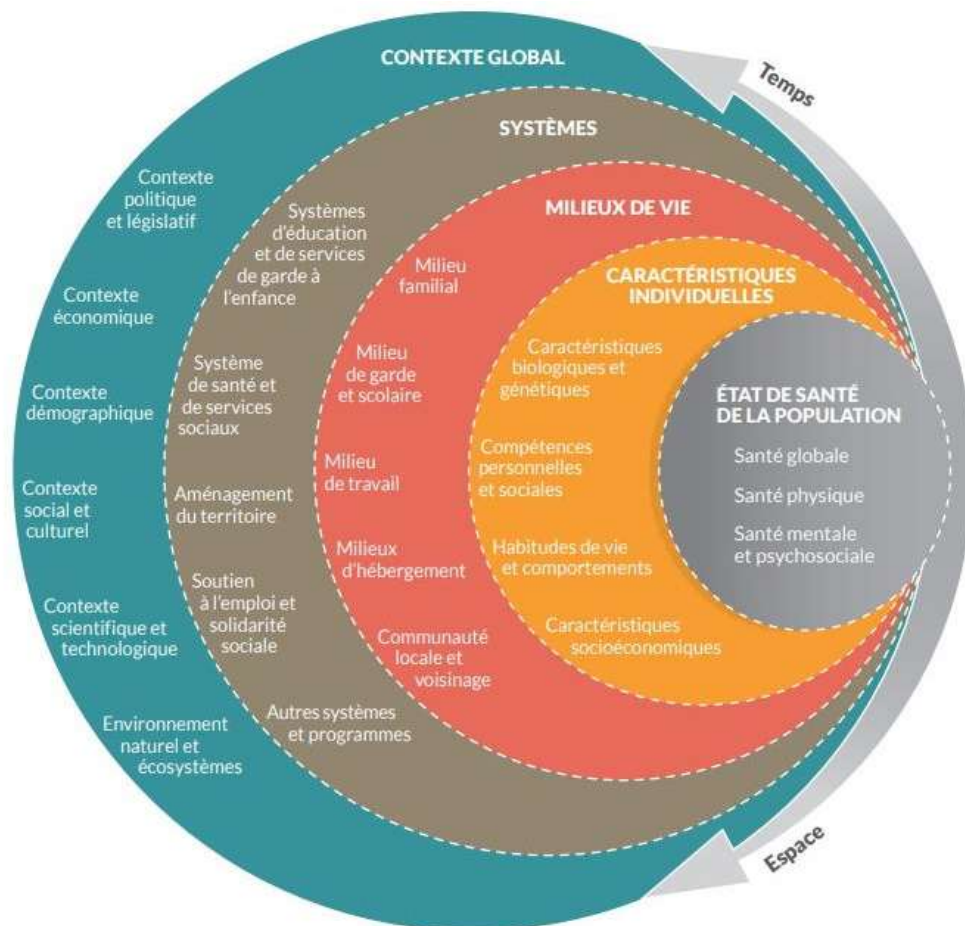 CONTEXTE GLOBAL
Contexte
politique
et législatif
Contexte
économique
Contexte
démographique
Contexte
social et
culturel
Contexte
scientifique et
technologique
Environnement
naturel et
écosystèmes
SYSTÈMES
Systèmes
d'éducation
et de services
de garde à
l'enfance
Système
de santé et
de services
sociaux
Aménagement
du territoire
Soutien
à l'emploi et
solidarité
sociale
Autres systèmes
et programmes
MILIEUX DE VIE
Milieu
familial
Milieu
de garde
et scolaire
Milieu
de travail
Milieux
d'hébergement
Communauté
locale et
voisinage
CARACTÉRISTIQUES
INDIVIDUELLES
Caractéristiques
biologiques et
génétiques
Compétences
personnelles
et sociales
Habitudes de vie
et comportements
Caractéristiques
socioéconomiques
ÉTAT DE SANTÉ
DE LA POPULATION
Santé globale
Santé physique
Santé mentale
et psychosociale
Temps
Espace